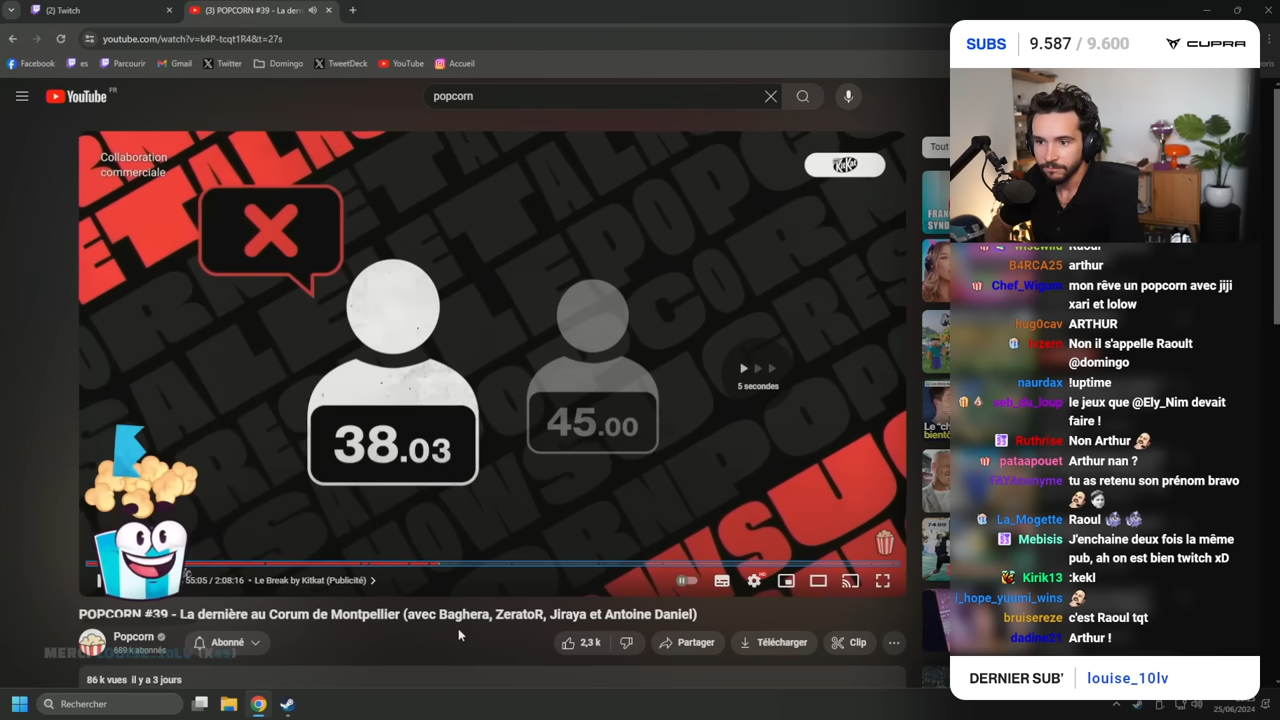 (2) Twitch
(3) POPCORN #39 - La dern
youtube.com/watch?v=k4P-tcqt1R4&t=27s
Facebook
es
Parcourir
Gmail
Twitter
Domingo
TweetDeck
YouTube
Accueil
YouTube FR
popcorn
Collaboration
commerciale
KitKat
5 secondes
38.03
45.00
55:05 / 2:08:16 • Le Break by Kitkat (Publicité)
HD
POPCORN #39 - La dernière au Corum de Montpellier (avec Baghera, ZeratoR, Jiraya et Antoine Daniel)
Popcorn
689 k abonnés
Abonné
2,3 k
Partager
Télécharger
Clip
86 k vues il y a 3 jours
Tout
Rechercher
25/06/2024
SUBS 9.587 / 9.600 CUPRA
B4RCA25 arthur
mon rêve un popcorn avec jiji
xari et lolow
hug0cav ARTHUR
Non il s'appelle Raoult
@domingo
naurdax !uptime
le jeux que @Ely_Nim devait
faire !
Ruthrise Non Arthur
pataapouet Arthur nan ?
tu as retenu son prénom bravo
La_Mogette Raoul
Mebisis J'enchaine deux fois la même
pub, ah on est bien twitch xD
Kirik13 :kekl
i_hope_yuumi_wins
bruisereze c'est Raoul tqt
dadine21 Arthur !
DERNIER SUB' louise_10lv